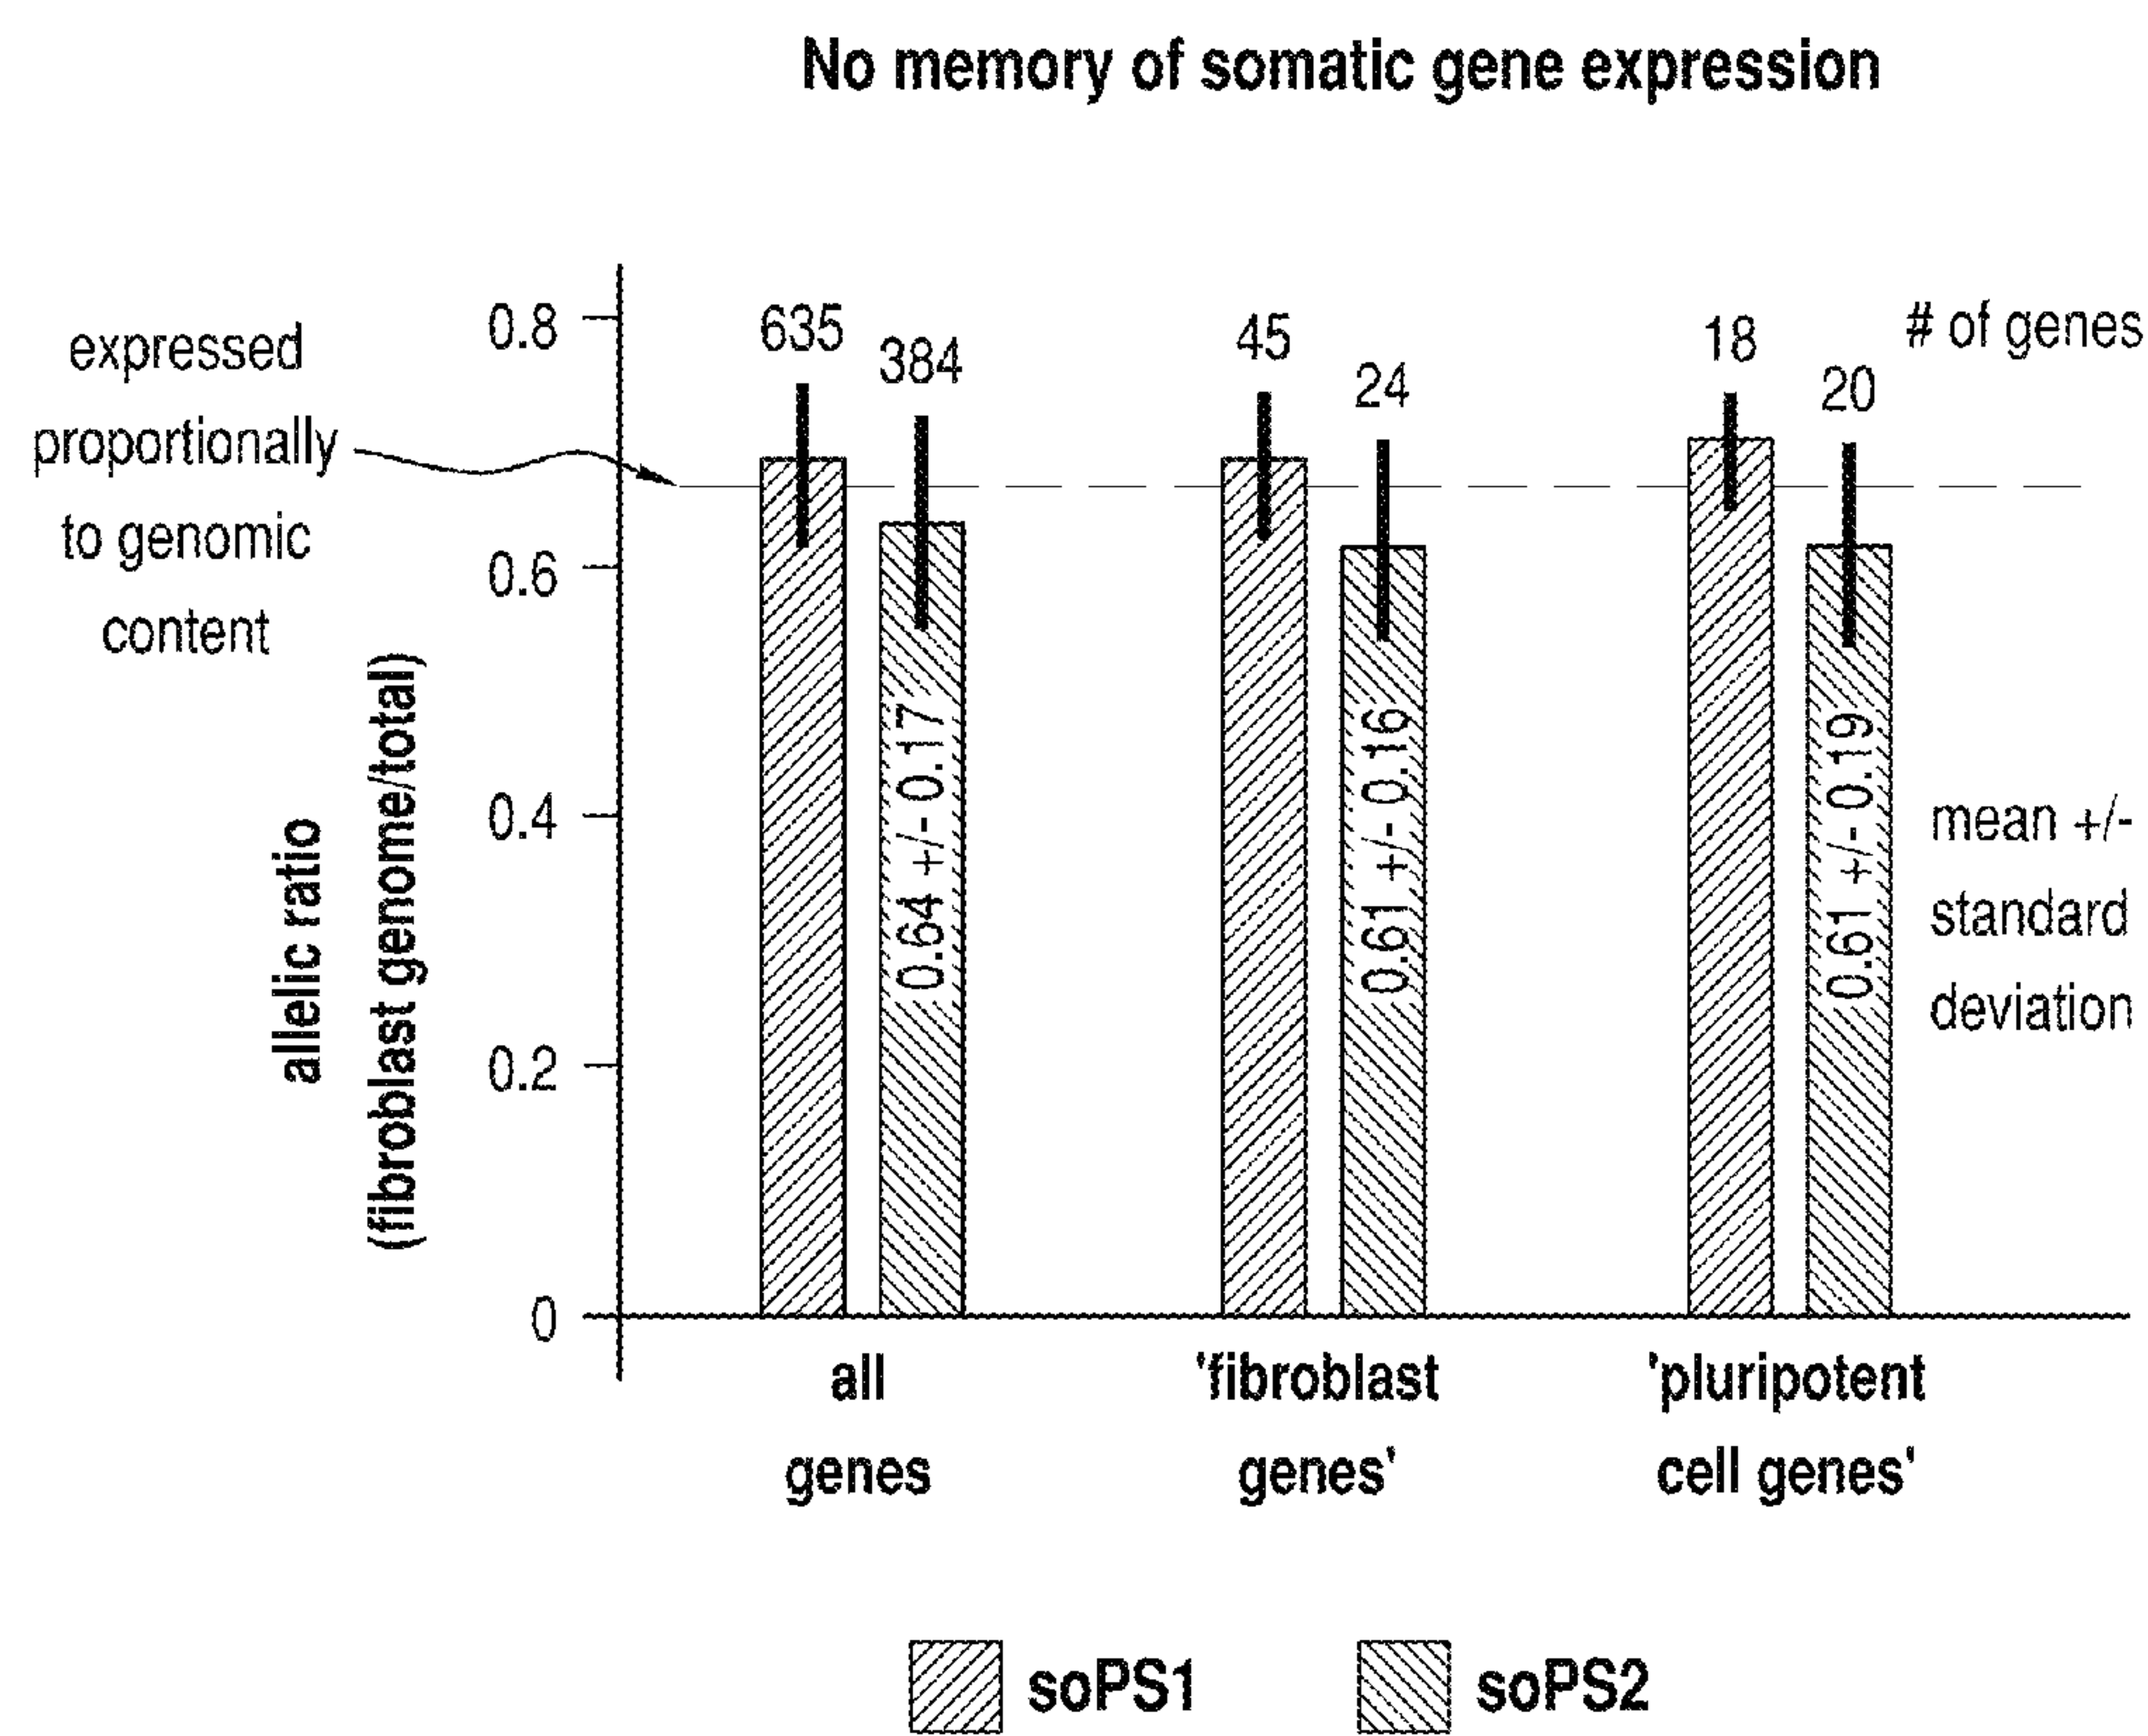 No memory of somatic gene expression
expressed
proportionally
to genomic
content
allelic ratio
(fibroblast genome/total)
0.8
0.6
0.4
0.2
0
635
384
45
24
18
20
# of genes
0.64 +/- 0.17
0.61 +/- 0.16
0.61 +/- 0.19
mean +/-
standard
deviation
all
genes
'fibroblast
genes'
'pluripotent
cell genes'
soPS1
soPS2